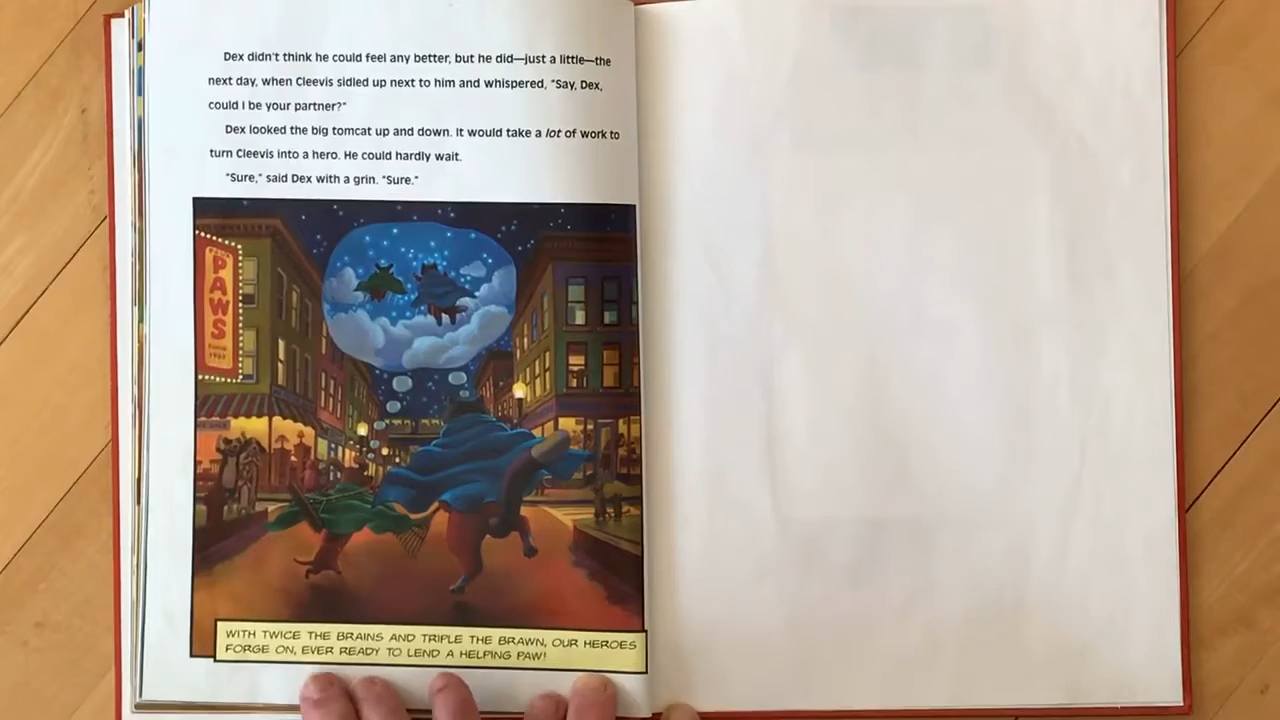 Dex didn't think he could feel any better, but he did—just a little—the
next day, when Cleevis sidled up next to him and whispered, "Say, Dex,
could I be your partner?"
Dex looked the big tomcat up and down. It would take a lot of work to
turn Cleevis into a hero. He could hardly wait.
"Sure," said Dex with a grin. "Sure."
PAWS
SINCE
1963
WITH TWICE THE BRAINS AND TRIPLE THE BRAWN, OUR HEROES
FORGE ON, EVER READY TO LEND A HELPING PAW!